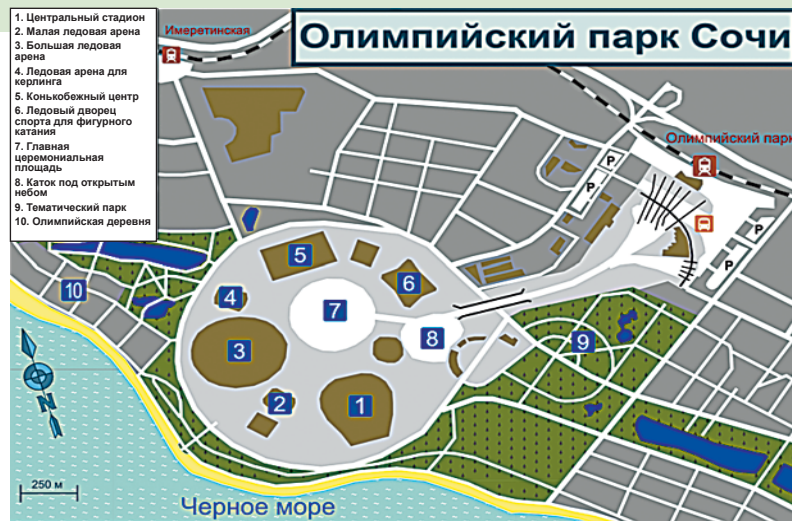 Олимпийский парк Сочи
1. Центральный стадион
2. Малая ледовая арена
3. Большая ледовая
арена
4. Ледовая арена для
керлинга
5. Конькобежный центр
6. Ледовый дворец
спорта для фигурного
катания
7. Главная
церемониальная
площадь
8. Каток под открытым
небом
9. Тематический парк
10. Олимпийская деревня
Имеретинская
Олимпийский парк
P
P
P
P
5
6
10
4
7
8
9
3
2
1
N
250 м
Черное море